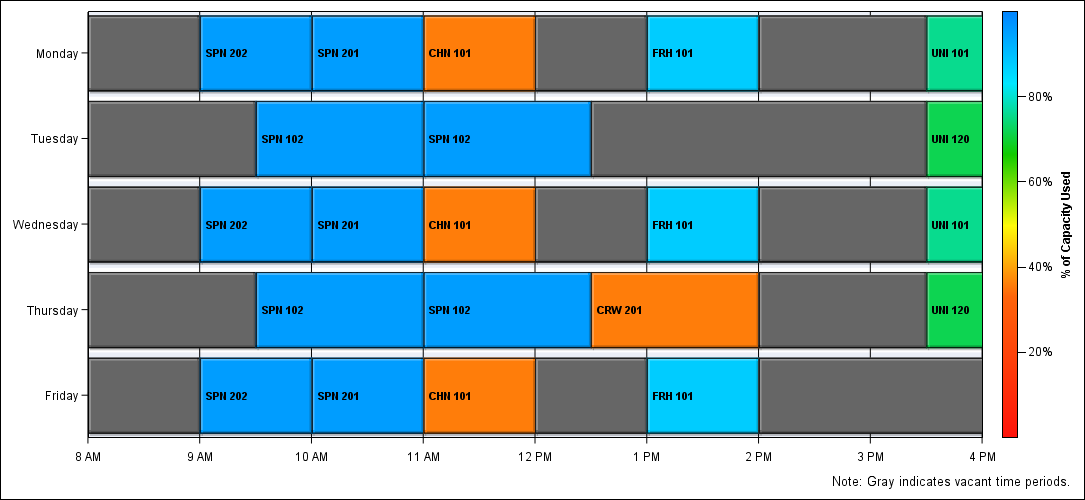 Monday SPN 202 SPN 201 CHN 101 FRH 101 UNI 101
80%
Tuesday SPN 102 SPN 102 UNI 120
60%
% of Capacity Used
Wednesday SPN 202 SPN 201 CHN 101 FRH 101 UNI 101
40%
Thursday SPN 102 SPN 102 CRW 201 UNI 120
20%
Friday SPN 202 SPN 201 CHN 101 FRH 101
8 AM 9 AM 10 AM 11 AM 12 PM 1 PM 2 PM 3 PM 4 PM
Note: Gray indicates vacant time periods.